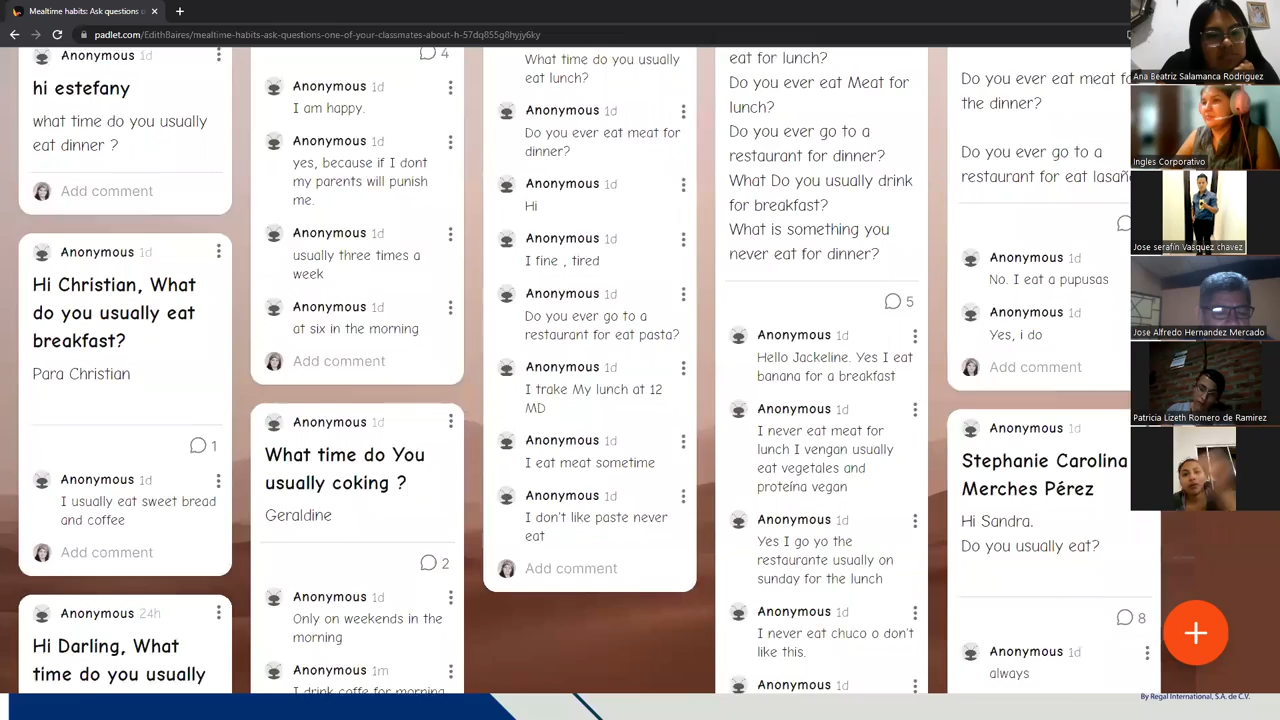 Mealtime habits: Ask questions o
padlet.com/EdithBaires/mealtime-habits-ask-questions-one-of-your-classmates-about-h-57dq855g8hyjy6ky
Anonymous 1d
hi estefany
what time do you usually
eat dinner ?
Add comment
Anonymous 1d
Hi Christian, What
do you usually eat
breakfast?
Para Christian
1
Anonymous 1d
I usually eat sweet bread
and coffee
Add comment
Anonymous 24h
Hi Darling, What
time do you usually
4
Anonymous 1d
I am happy.
Anonymous 1d
yes, because if I dont
my parents will punish
me.
Anonymous 1d
usually three times a
week
Anonymous 1d
at six in the morning
Add comment
Anonymous 1d
What time do You
usually coking ?
Geraldine
2
Anonymous 1d
Only on weekends in the
morning
Anonymous 1m
I drink coffe for morning
What time do you usually
eat lunch?
Anonymous 1d
Do you ever eat meat for
dinner?
Anonymous 1d
Hi
Anonymous 1d
I fine , tired
Anonymous 1d
Do you ever go to a
restaurant for eat pasta?
Anonymous 1d
I trake My lunch at 12
MD
Anonymous 1d
I eat meat sometime
Anonymous 1d
I don't like paste never
eat
Add comment
eat for lunch?
Do you ever eat Meat for
lunch?
Do you ever go to a
restaurant for dinner?
What Do you usually drink
for breakfast?
What is something you
never eat for dinner?
5
Anonymous 1d
Hello Jackeline. Yes I eat
banana for a breakfast
Anonymous 1d
I never eat meat for
lunch I vengan usually
eat vegetales and
proteína vegan
Anonymous 1d
Yes I go yo the
restaurante usually on
sunday for the lunch
Anonymous 1d
I never eat chuco o don't
like this.
Anonymous 1d
Do you ever eat meat fo
the dinner?
Do you ever go to a
restaurant for eat lasañ
Anonymous 1d
No. I eat a pupusas
Anonymous 1d
Yes, i do
Add comment
Anonymous 1d
Stephanie Carolina
Merches Pérez
Hi Sandra.
Do you usually eat?
8
Anonymous 1d
always
Ana Beatriz Salamanca Rodriguez
Ingles Corporativo
Jose serafin Vasquez chavez
Jose Alfredo Hernandez Mercado
Patricia Lizeth Romero de Ramirez
By Regal International, S.A. de C.V.